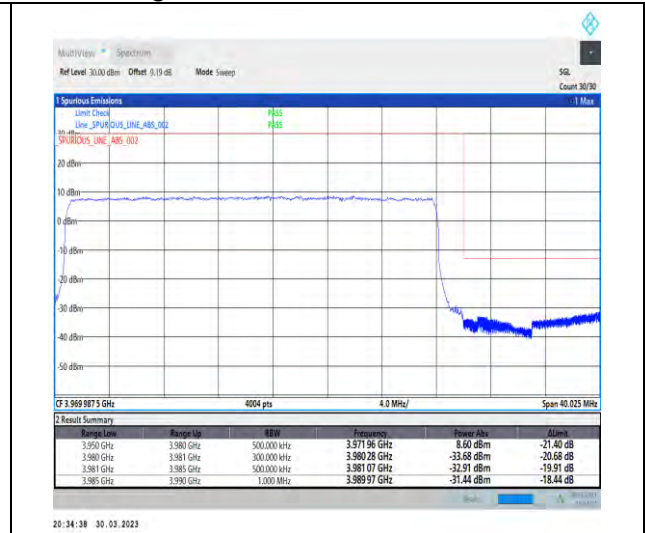 MultiView Spectrum
Ref Level 30.00 dBm Offset 9.19 dB Mode Sweep SGL
Count 30/30
1 Spurious Emissions 1 Max
Limit Check PASS
Line _SPURIOUS_LINE_ABS_002 PASS
30 dBm
_SPURIOUS_LINE_ABS_002
20 dBm
10 dBm
0 dBm
-10 dBm
-20 dBm
-30 dBm
-40 dBm
-50 dBm
CF 3.969 987 5 GHz 4004 pts 4.0 MHz/ Span 40.025 MHz
2 Result Summary
Range Low Range Up RBW Frequency Power Abs ΔLimit
3.950 GHz 3.980 GHz 500.000 kHz 3.971 96 GHz 8.60 dBm -21.40 dB
3.980 GHz 3.981 GHz 300.000 kHz 3.980 28 GHz -33.68 dBm -20.68 dB
3.981 GHz 3.985 GHz 500.000 kHz 3.981 07 GHz -32.91 dBm -19.91 dB
3.985 GHz 3.990 GHz 1.000 MHz 3.989 97 GHz -31.44 dBm -18.44 dB
20:34:38 30.03.2023